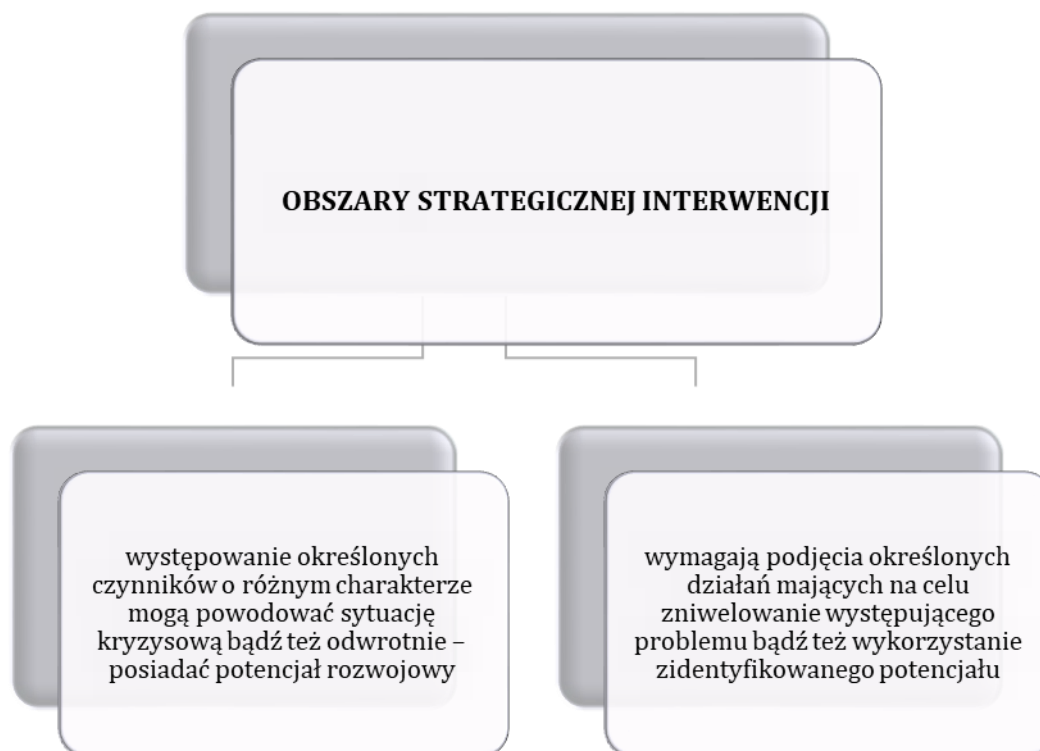 OBSZARY STRATEGICZNEJ INTERWENCJI
występowanie określonych
czynników o różnym charakterze
mogą powodować sytuację
kryzysową bądź też odwrotnie –
posiadać potencjał rozwojowy
wymagają podjęcia określonych
działań mających na celu
zniwelowanie występującego
problemu bądź też wykorzystanie
zidentyfikowanego potencjału